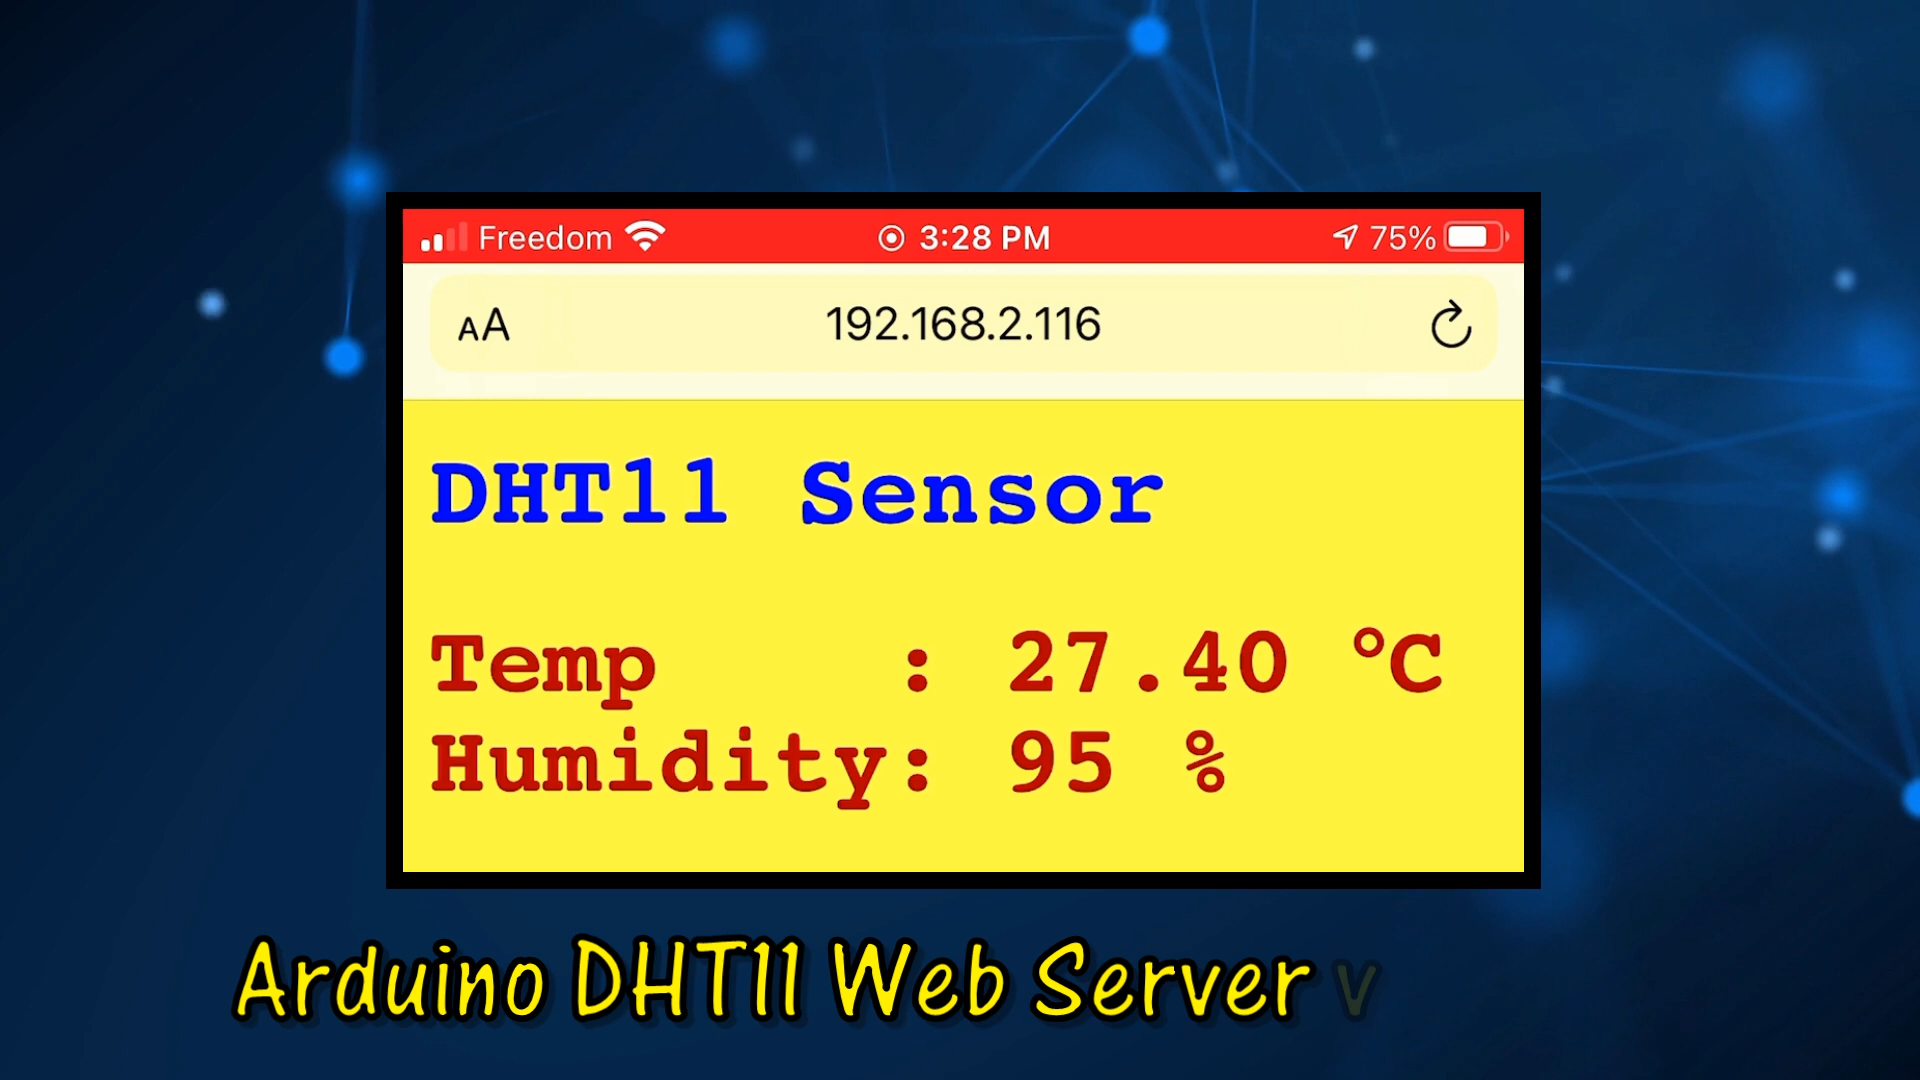 Freedom 3:28 PM 75%
AA 192.168.2.116
DHT11 Sensor
Temp : 27.40 °C
Humidity: 95 %
Arduino DHT11 Web Server v